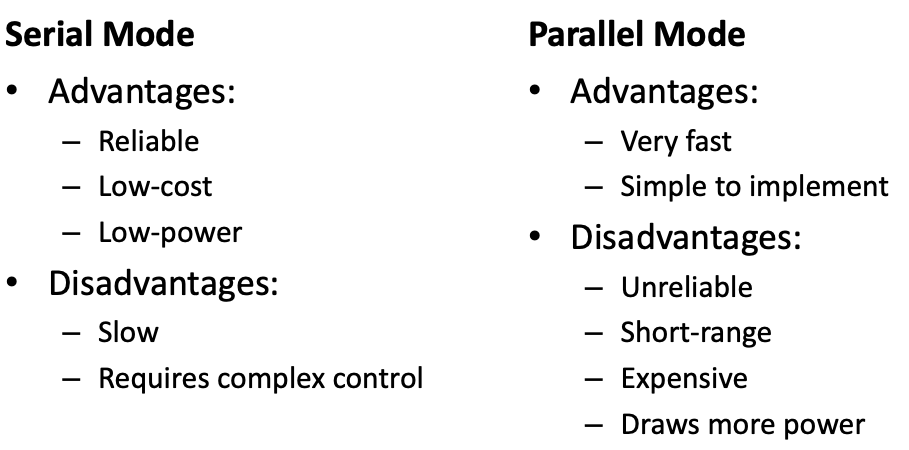 Serial Mode
• Advantages:
– Reliable
– Low-cost
– Low-power
• Disadvantages:
– Slow
– Requires complex control
Parallel Mode
• Advantages:
– Very fast
– Simple to implement
• Disadvantages:
– Unreliable
– Short-range
– Expensive
– Draws more power